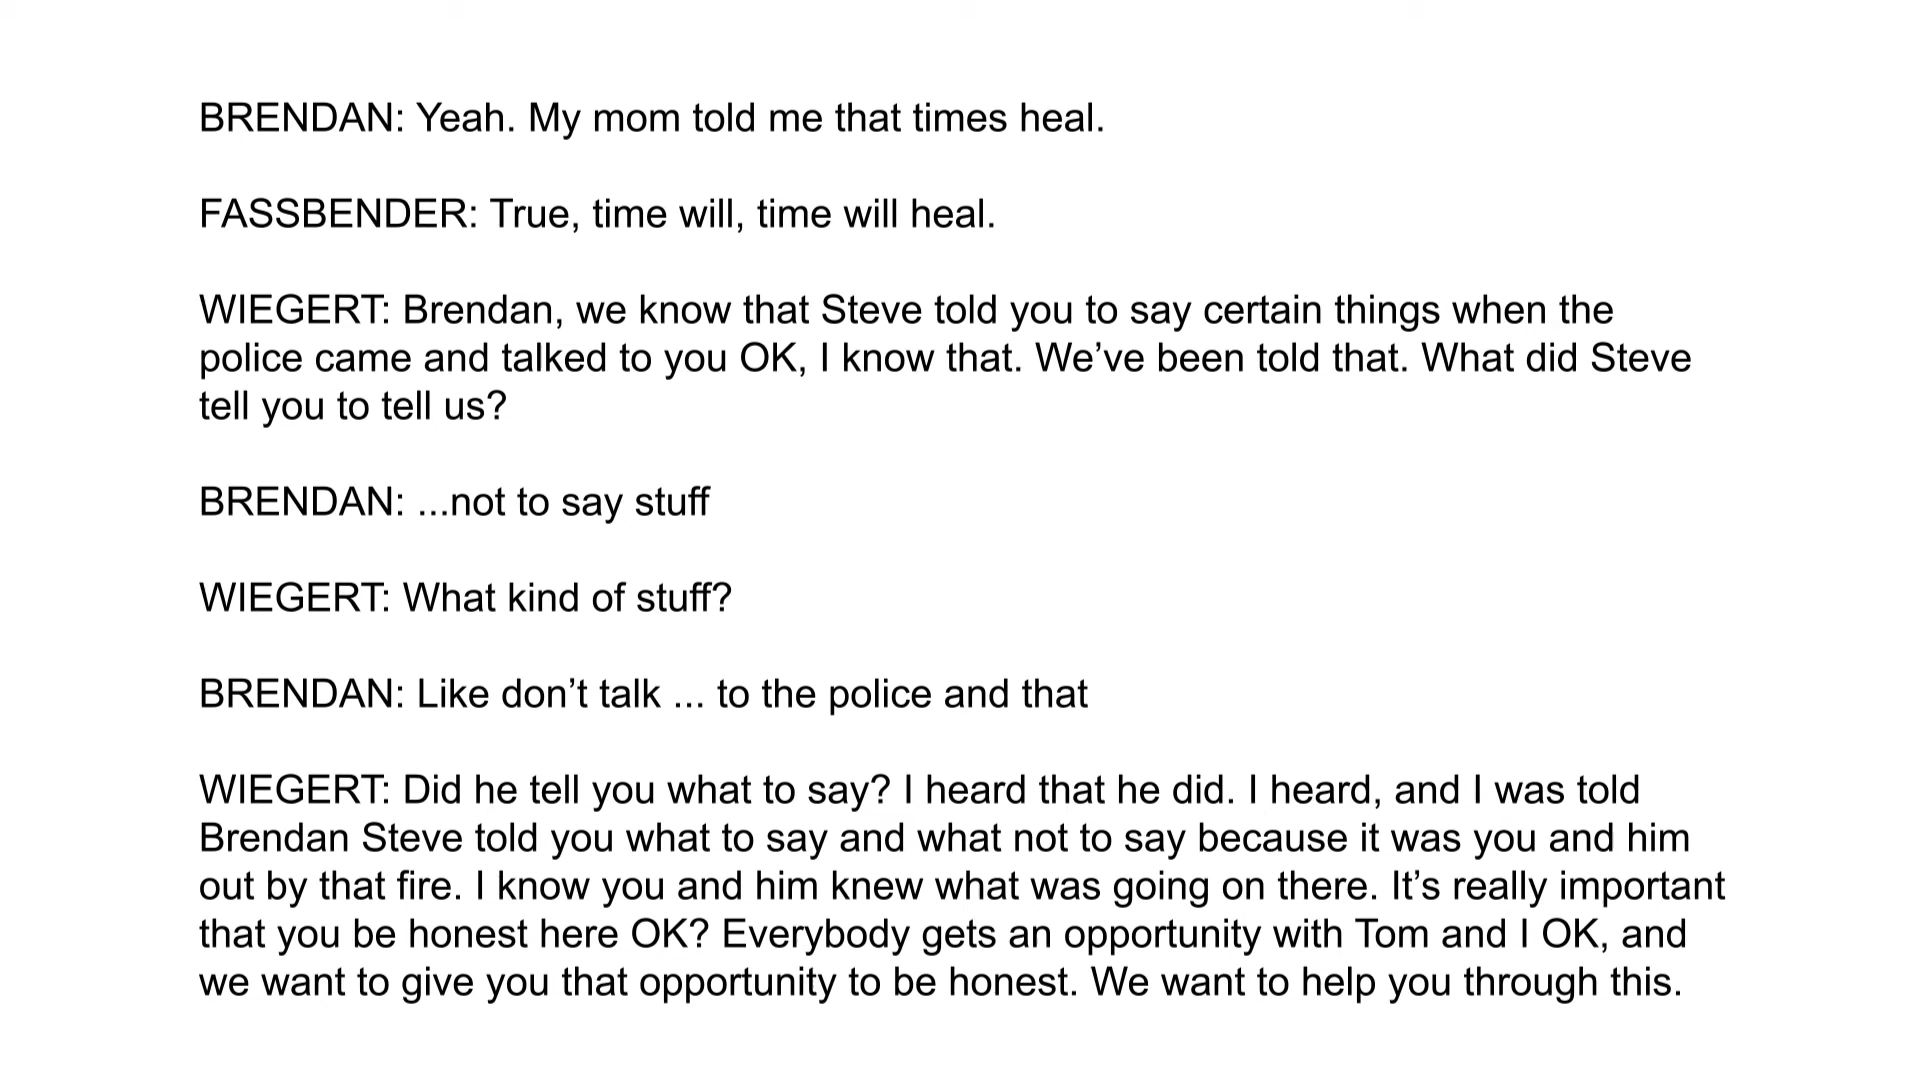 BRENDAN: Yeah. My mom told me that times heal.
FASSBENDER: True, time will, time will heal.
WIEGERT: Brendan, we know that Steve told you to say certain things when the
police came and talked to you OK, I know that. We’ve been told that. What did Steve
tell you to tell us?
BRENDAN: ...not to say stuff
WIEGERT: What kind of stuff?
BRENDAN: Like don’t talk ... to the police and that
WIEGERT: Did he tell you what to say? I heard that he did. I heard, and I was told
Brendan Steve told you what to say and what not to say because it was you and him
out by that fire. I know you and him knew what was going on there. It’s really important
that you be honest here OK? Everybody gets an opportunity with Tom and I OK, and
we want to give you that opportunity to be honest. We want to help you through this.